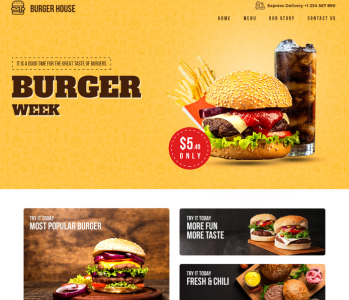 BURGER HOUSE
Express Delivery +1 234 567 890
HOME MENU OUR STORY CONTACT US
IT IS A GOOD TIME FOR THE GREAT TASTE OF BURGERS
BURGER
WEEK
$5.49
ONLY
TRY IT TODAY
MOST POPULAR BURGER
TRY IT TODAY
MORE FUN
MORE TASTE
TRY IT TODAY
FRESH & CHILI